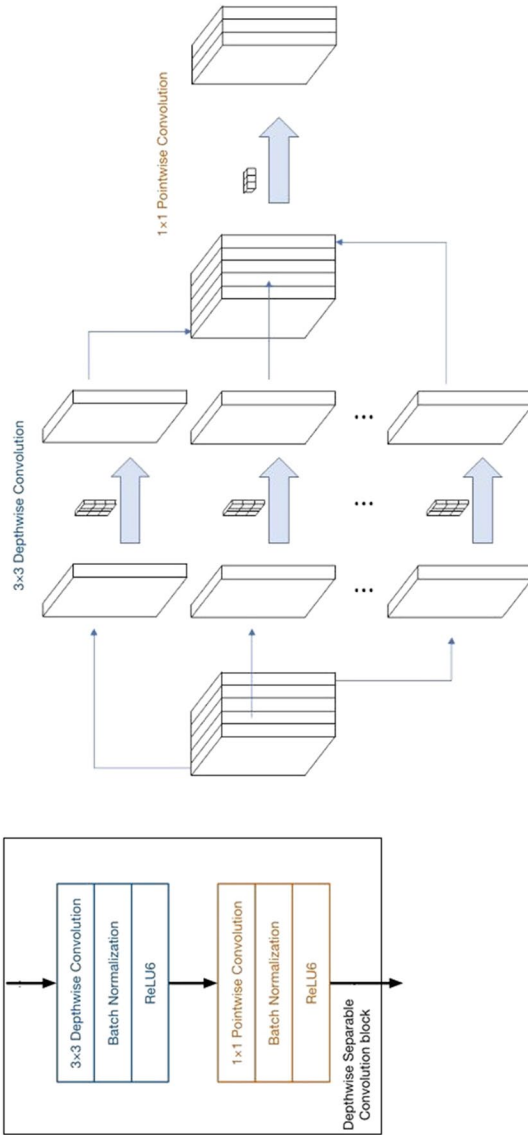 3×3 Depthwise Convolution
Batch Normalization
ReLU6
1×1 Pointwise Convolution
Batch Normalization
ReLU6
Depthwise Separable
Convolution block
3×3 Depthwise Convolution
1×1 Pointwise Convolution
...
...
...